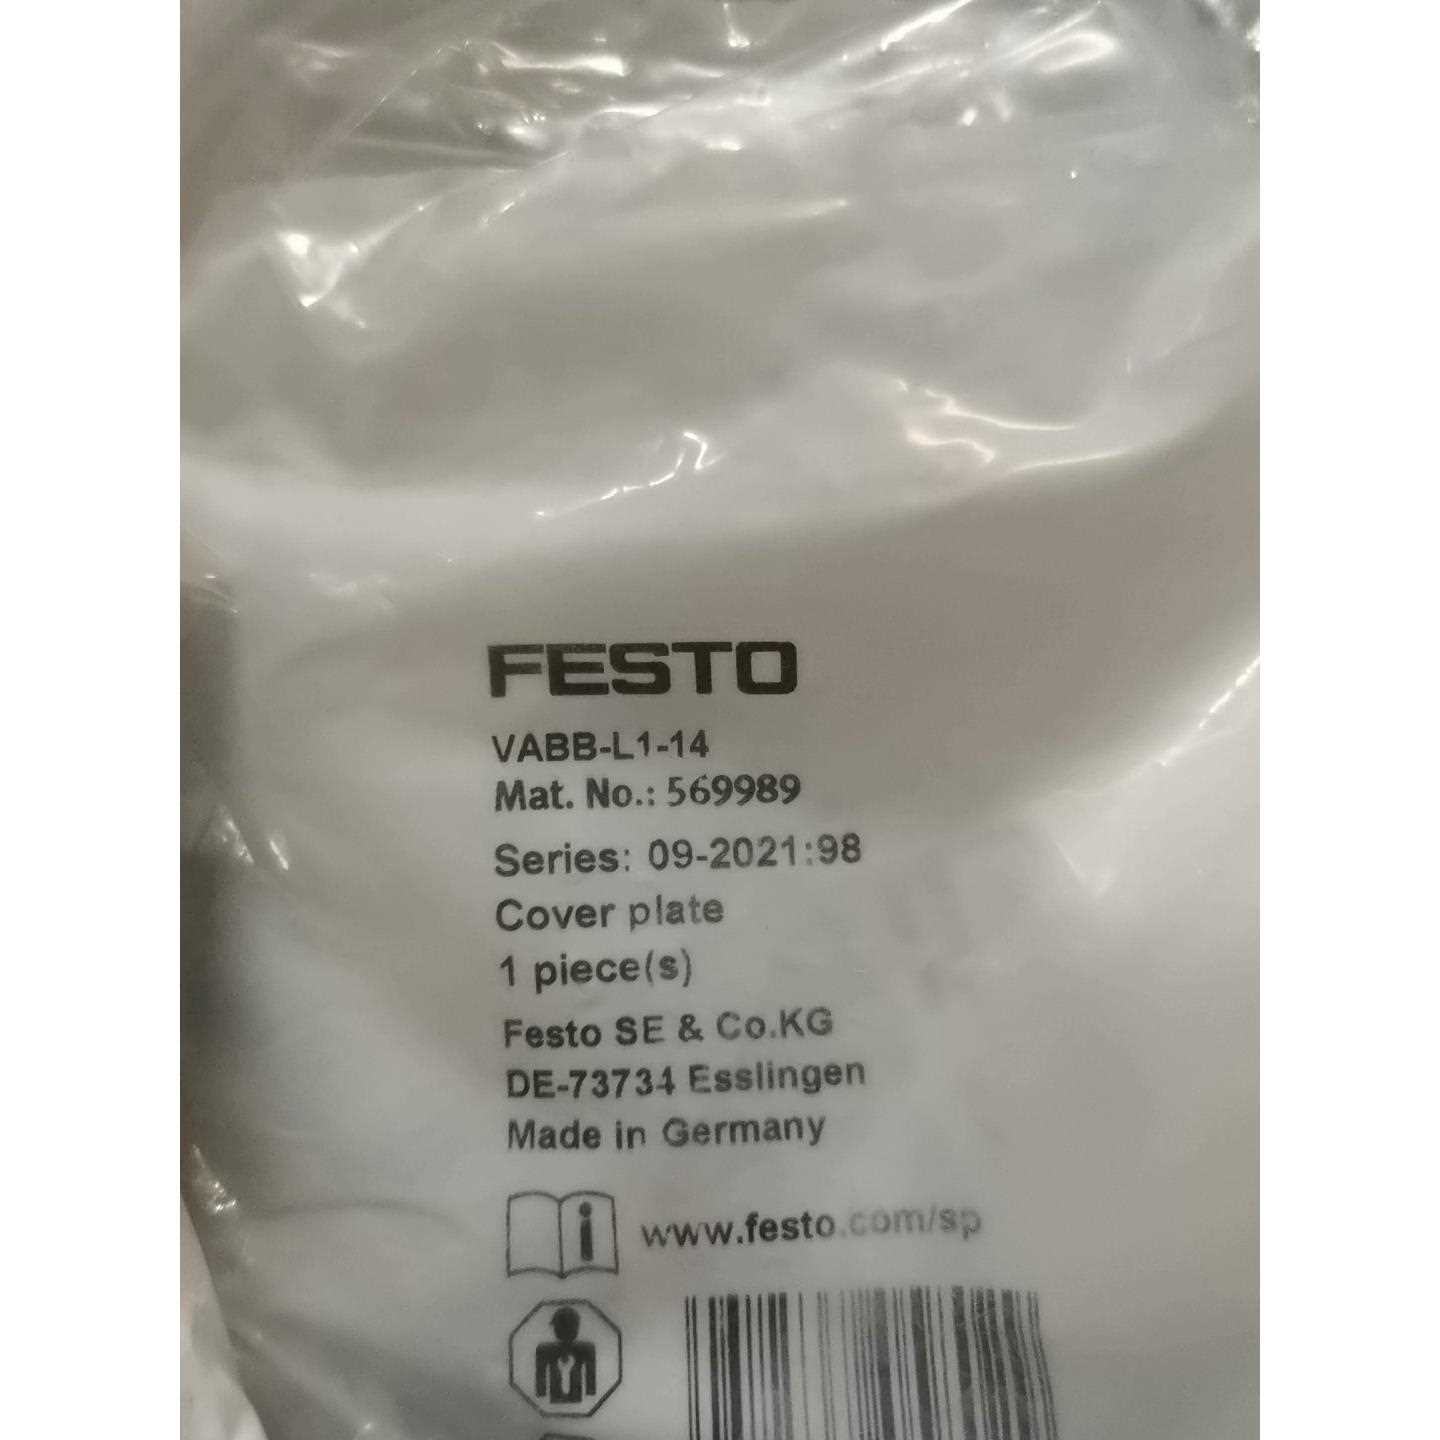 FESTO
VABB-L1-14
Mat. No.: 569989
Series: 09-2021:98
Cover plate
1 piece(s)
Festo SE & Co.KG
DE-73734 Esslingen
Made in Germany
i www.festo.com/sp